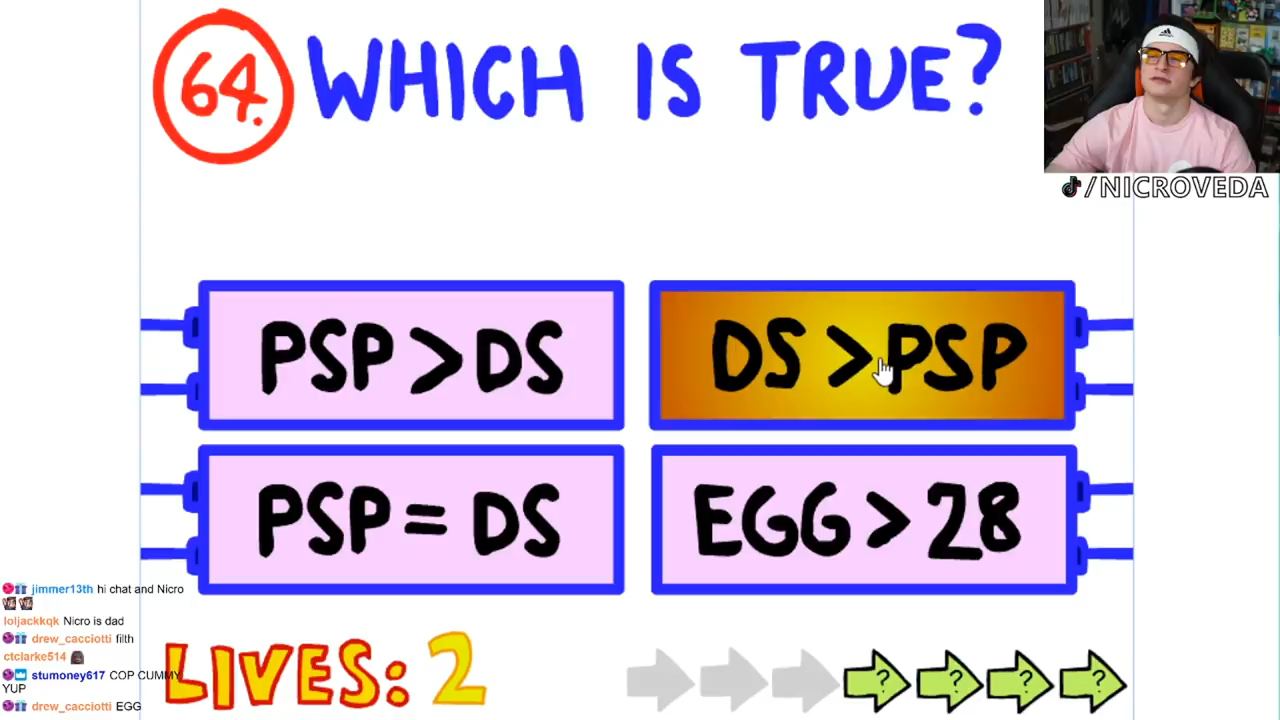 64. WHICH IS TRUE?
/NICROVEDA
PSP > DS
DS > PSP
PSP = DS
EGG > 28
jimmer13th hi chat and Nicro
loljackkqk Nicro is dad
drew_cacciotti filth
ctclarke514
stumoney617 COP CUMMY
YUP
drew_cacciotti EGG
LIVES: 2
? ? ? ?